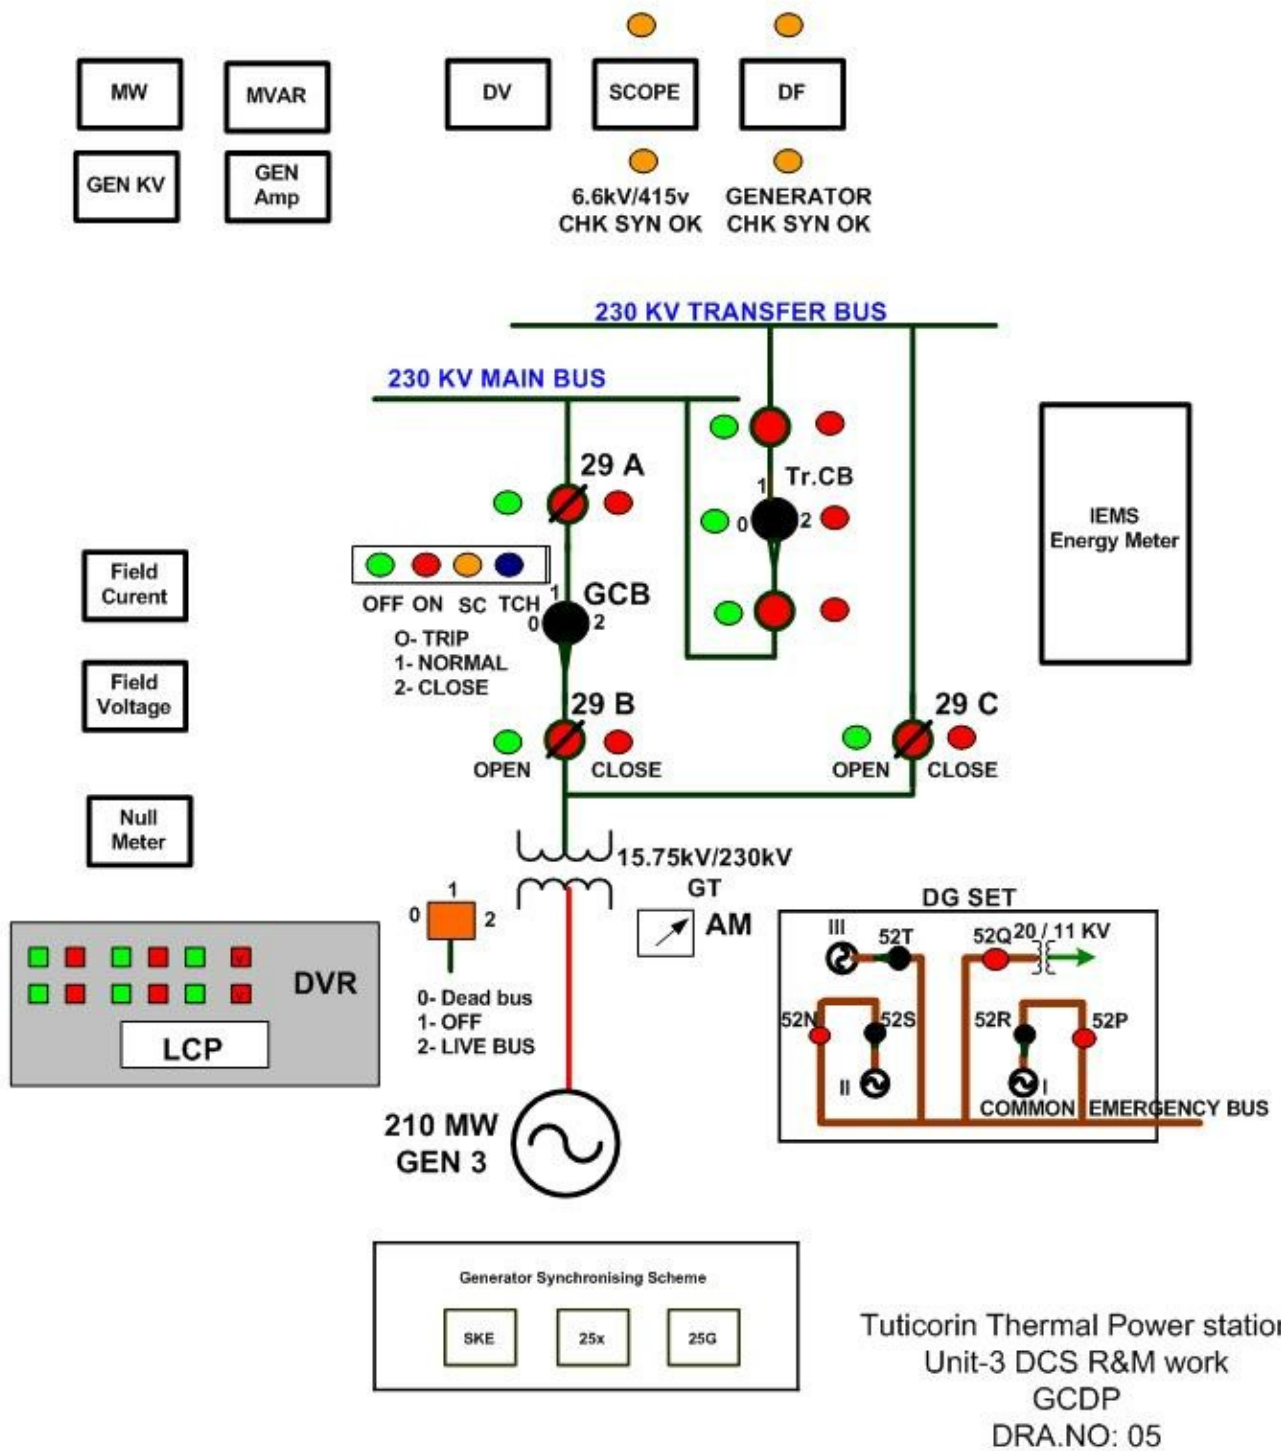 MW
MVAR
DV
SCOPE
DF
GEN KV
GEN
Amp
6.6kV/415v
CHK SYN OK
GENERATOR
CHK SYN OK
230 KV TRANSFER BUS
230 KV MAIN BUS
29 A
1
Tr.CB
0
2
IEMS
Energy Meter
Field
Curent
OFF
ON
SC
TCH
1
GCB
0
2
O- TRIP
1- NORMAL
2- CLOSE
Field
Voltage
29 B
OPEN
CLOSE
29 C
OPEN
CLOSE
Null
Meter
15.75kV/230kV
GT
1
0
2
AM
0- Dead bus
1- OFF
2- LIVE BUS
V
V
DVR
LCP
DG SET
III
52T
52Q
20 / 11 KV
52N
52S
52R
52P
II
I
COMMON EMERGENCY BUS
210 MW
GEN 3
Generator Synchronising Scheme
SKE
25x
25G
Tuticorin Thermal Power station
Unit-3 DCS R&M work
GCDP
DRA.NO: 05